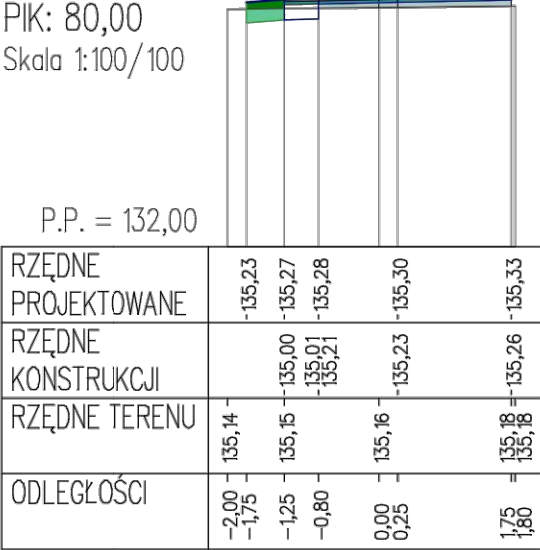 PIK: 80,00
Skala 1:100/100
P.P. = 132,00
RZĘDNE
PROJEKTOWANE
-135,23 -135,27 -135,28 -135,30 -135,33
RZĘDNE
KONSTRUKCJI
-135,00 135,01 135,21 -135,23 -135,26
RZĘDNE TERENU
135,14 135,15 135,16 135,18 135,18
ODLEGŁOŚCI
-2,00 -1,75 -1,25 -0,80 0,00 0,25 1,75 1,80